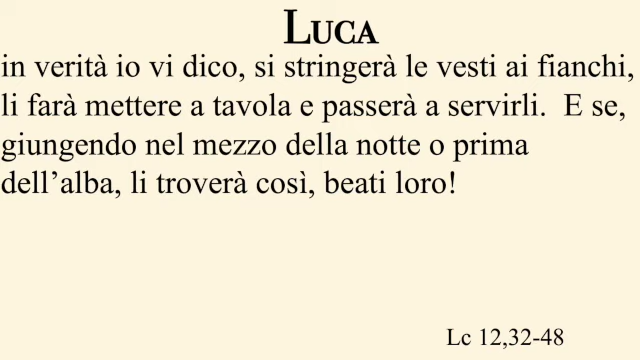 LUCA
in verità io vi dico, si stringerà le vesti ai fianchi,
li farà mettere a tavola e passerà a servirli.  E se,
giungendo nel mezzo della notte o prima
dell’alba, li troverà così, beati loro!
Lc 12,32-48